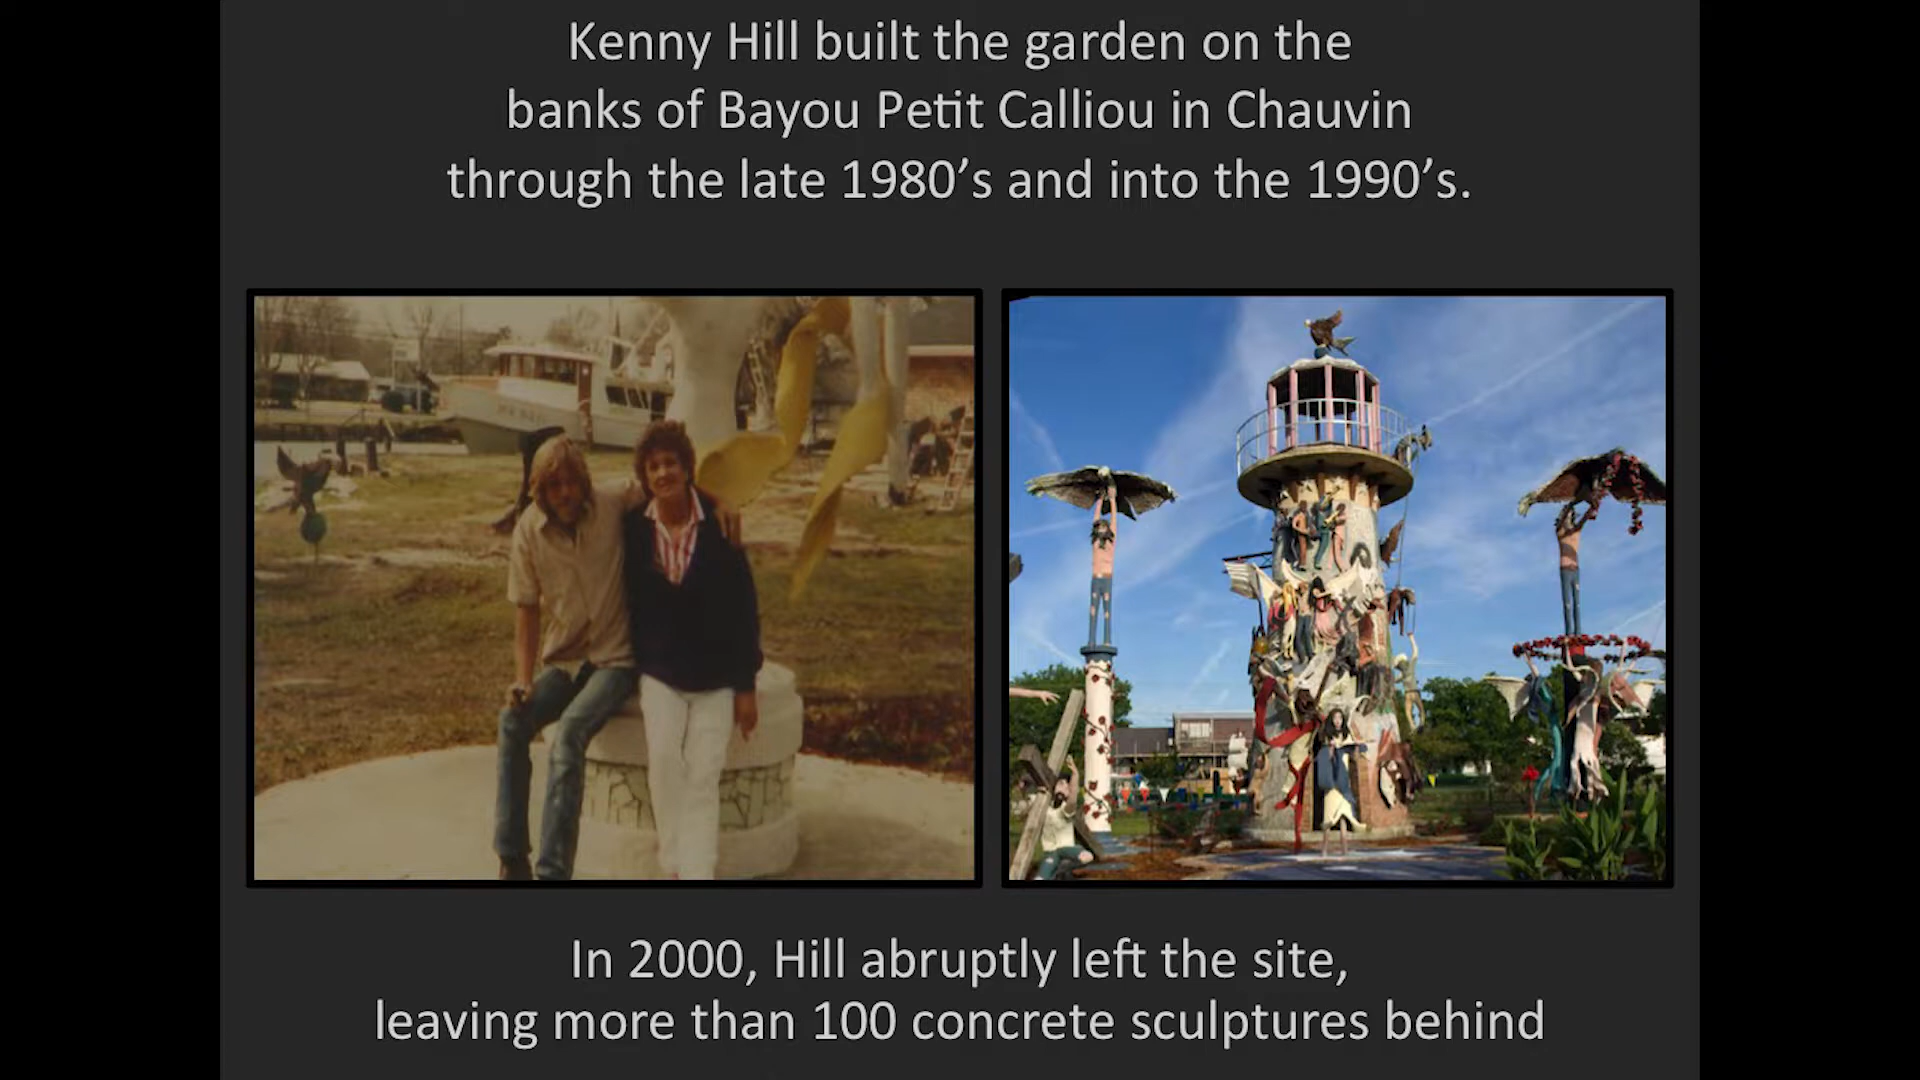 Kenny Hill built the garden on the
banks of Bayou Petit Calliou in Chauvin
through the late 1980’s and into the 1990’s.
In 2000, Hill abruptly left the site,
leaving more than 100 concrete sculptures behind